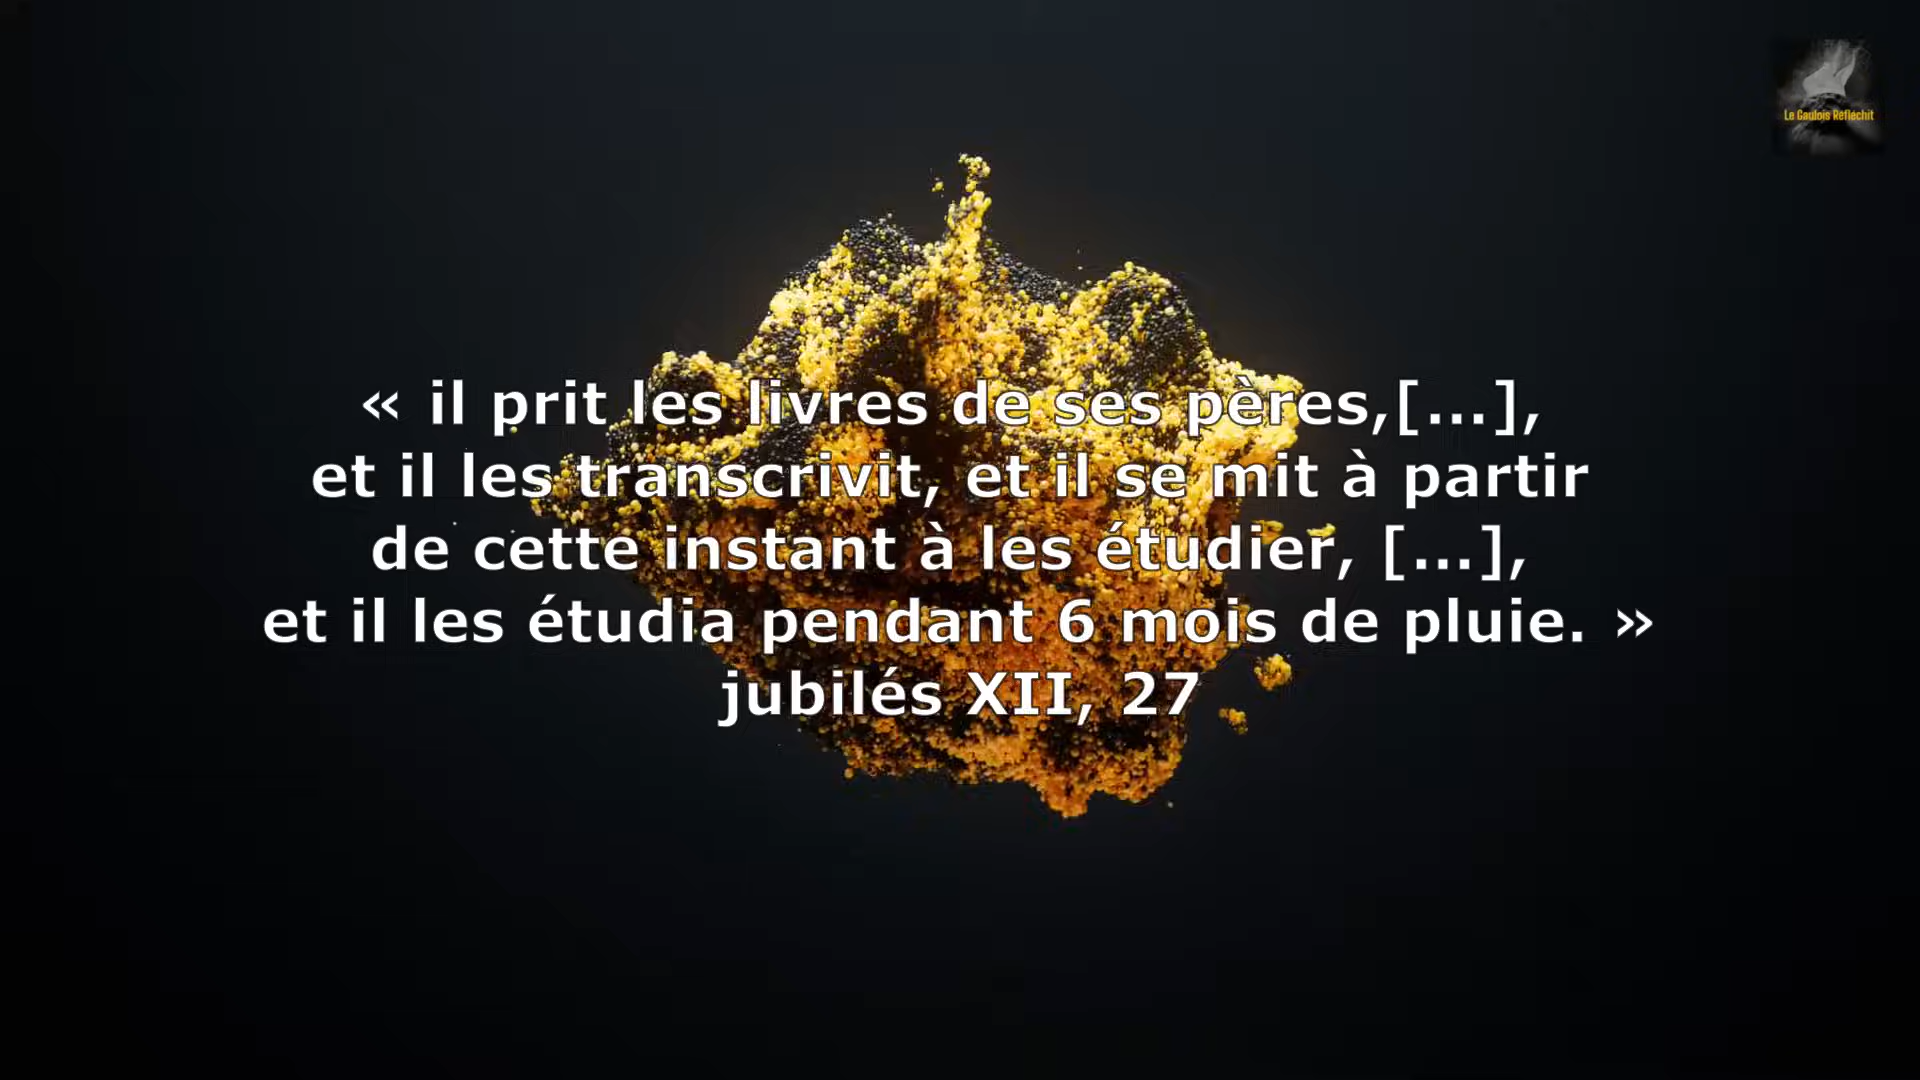 Le Gaulois Réfléchit
« il prit les livres de ses pères,[...],
et il les transcrivit, et il se mit à partir
de cette instant à les étudier, [...],
et il les étudia pendant 6 mois de pluie. »
jubilés XII, 27